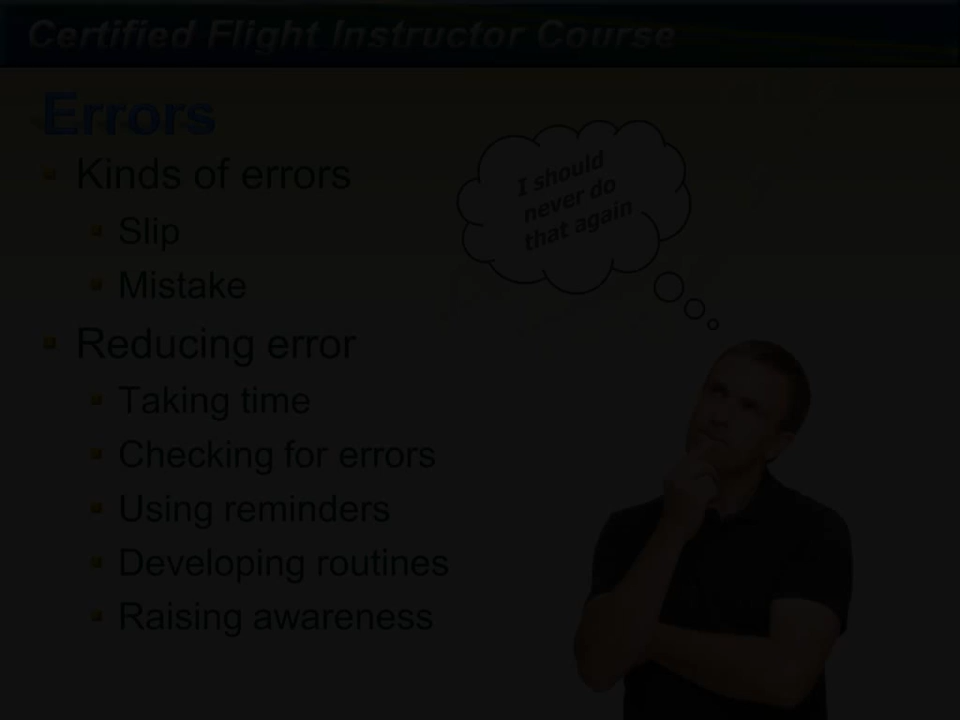 Certified Flight Instructor Course
Errors
Kinds of errors
Slip
Mistake
Reducing error
Taking time
Checking for errors
Using reminders
Developing routines
Raising awareness
I should
never do
that again